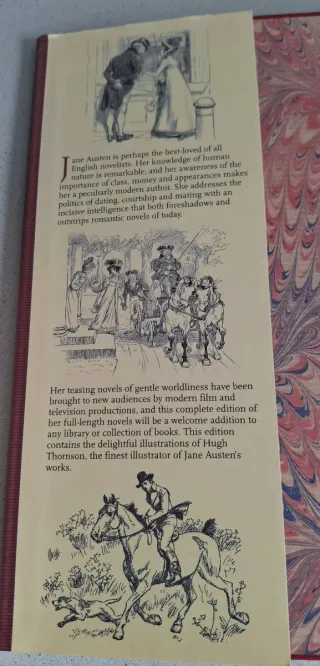 Jane Austen is perhaps the best-loved of all
English novelists. Her knowledge of human
nature is remarkable, and her awareness of the
importance of class, money and appearances makes
her a peculiarly modern author. She addresses the
politics of dating, courtship and mating with an
incisive intelligence that both foreshadows and
outstrips romantic novels of today.
Her teasing novels of gentle worldliness have been
brought to new audiences by modern film and
television productions, and this complete edition of
her full-length novels will be a welcome addition to
any library or collection of books. This edition
contains the delightful illustrations of Hugh
Thomson, the finest illustrator of Jane Austen's
works.